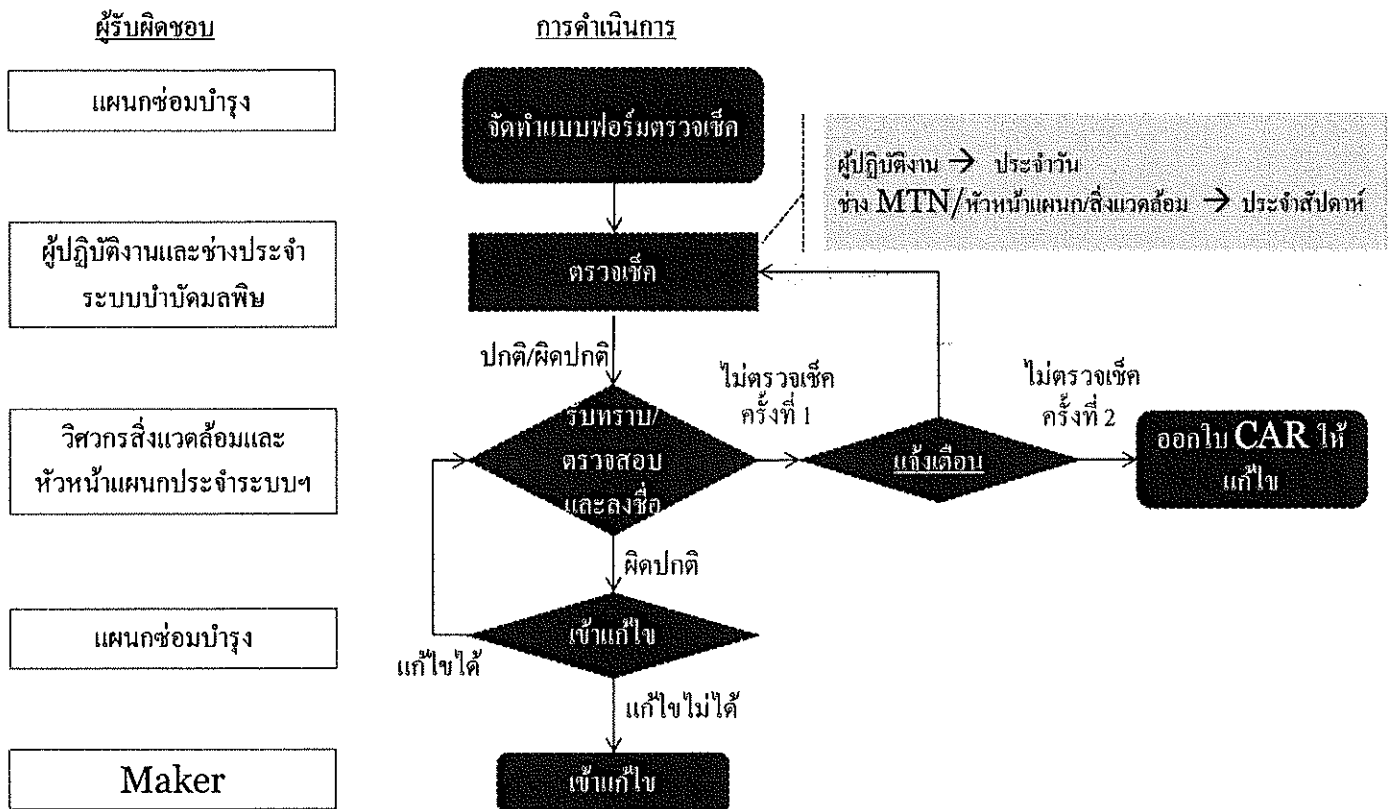 ผู้รับผิดชอบ
การดำเนินการ
แผนกซ่อมบำรุง
จัดทำแบบฟอร์มตรวจเช็ค
ผู้ปฏิบัติงาน → ประจำวัน
ช่าง MTN/หัวหน้าแผนก/สิ่งแวดล้อม → ประจำสัปดาห์
ผู้ปฏิบัติงานและช่างประจำ
ระบบบำบัดมลพิษ
ตรวจเช็ค
ปกติ/ผิดปกติ
ไม่ตรวจเช็ค
ครั้งที่ 1
ไม่ตรวจเช็ค
ครั้งที่ 2
วิศวกรสิ่งแวดล้อมและ
หัวหน้าแผนกประจำระบบฯ
รับทราบ/
ตรวจสอบ
และลงชื่อ
แจ้งเตือน
ออกใบ CAR ให้
แก้ไข
ผิดปกติ
แผนกซ่อมบำรุง
เข้าแก้ไข
แก้ไขได้
แก้ไขไม่ได้
Maker
เข้าแก้ไข